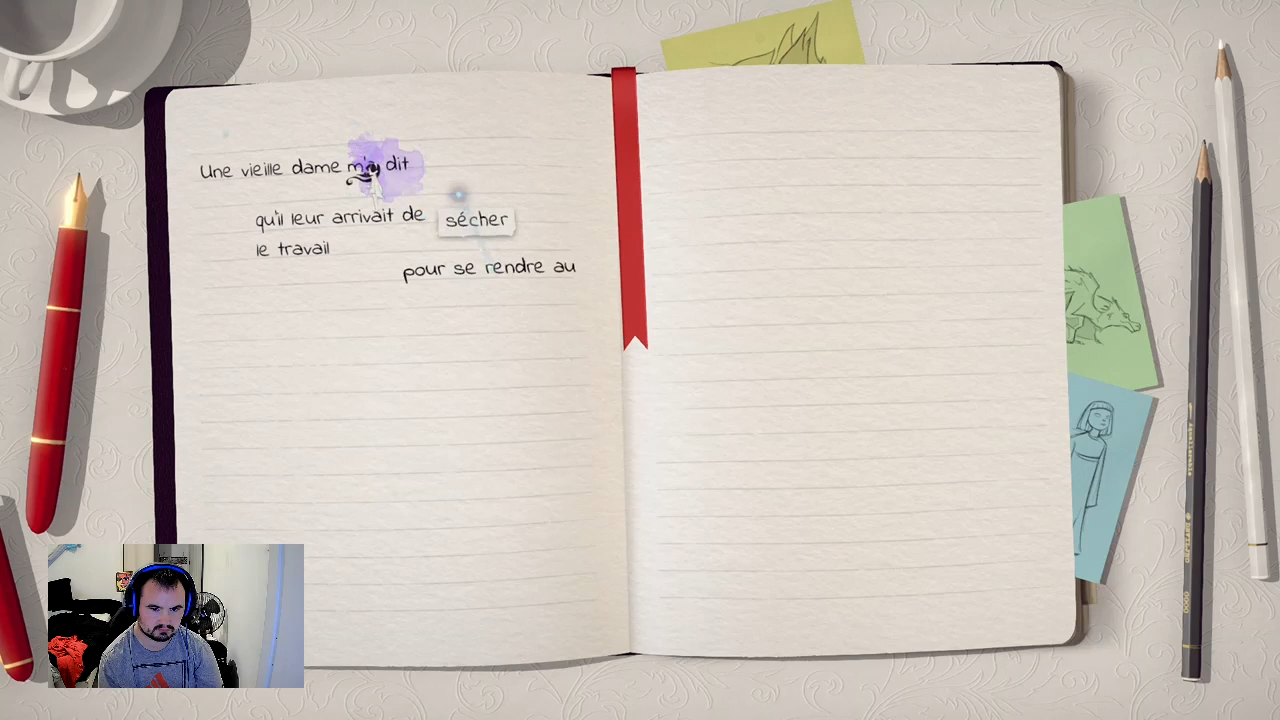 Une vieille dame m'a dit
qu'il leur arrivait de sécher
le travail
pour se rendre au